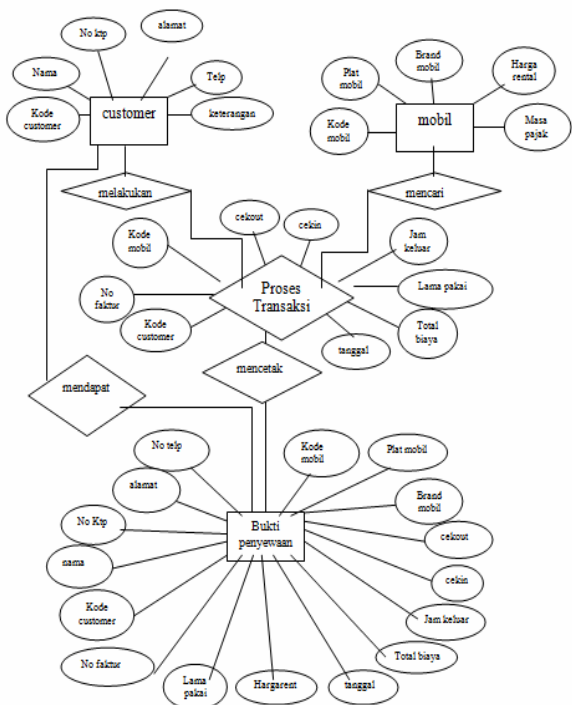 No ktp
alamat
Nama
Telp
Kode
customer
customer
keterangan
Brand
mobil
Harga
rental
Plat
mobil
Kode
mobil
mobil
Masa
pajak
melakukan
mencari
Kode
mobil
cekout
cekin
Jam
keluar
No
faktur
Proses
Transaksi
Lama pakai
Kode
customer
Total
biaya
tanggal
mendapat
mencetak
No telp
Kode
mobil
Plat mobil
alamat
Brand
mobil
No Ktp
Bukti
penyewaan
cekout
nama
cekin
Kode
customer
Jam keluar
No faktur
Total biaya
Lama
pakai
Hargarent
tanggal